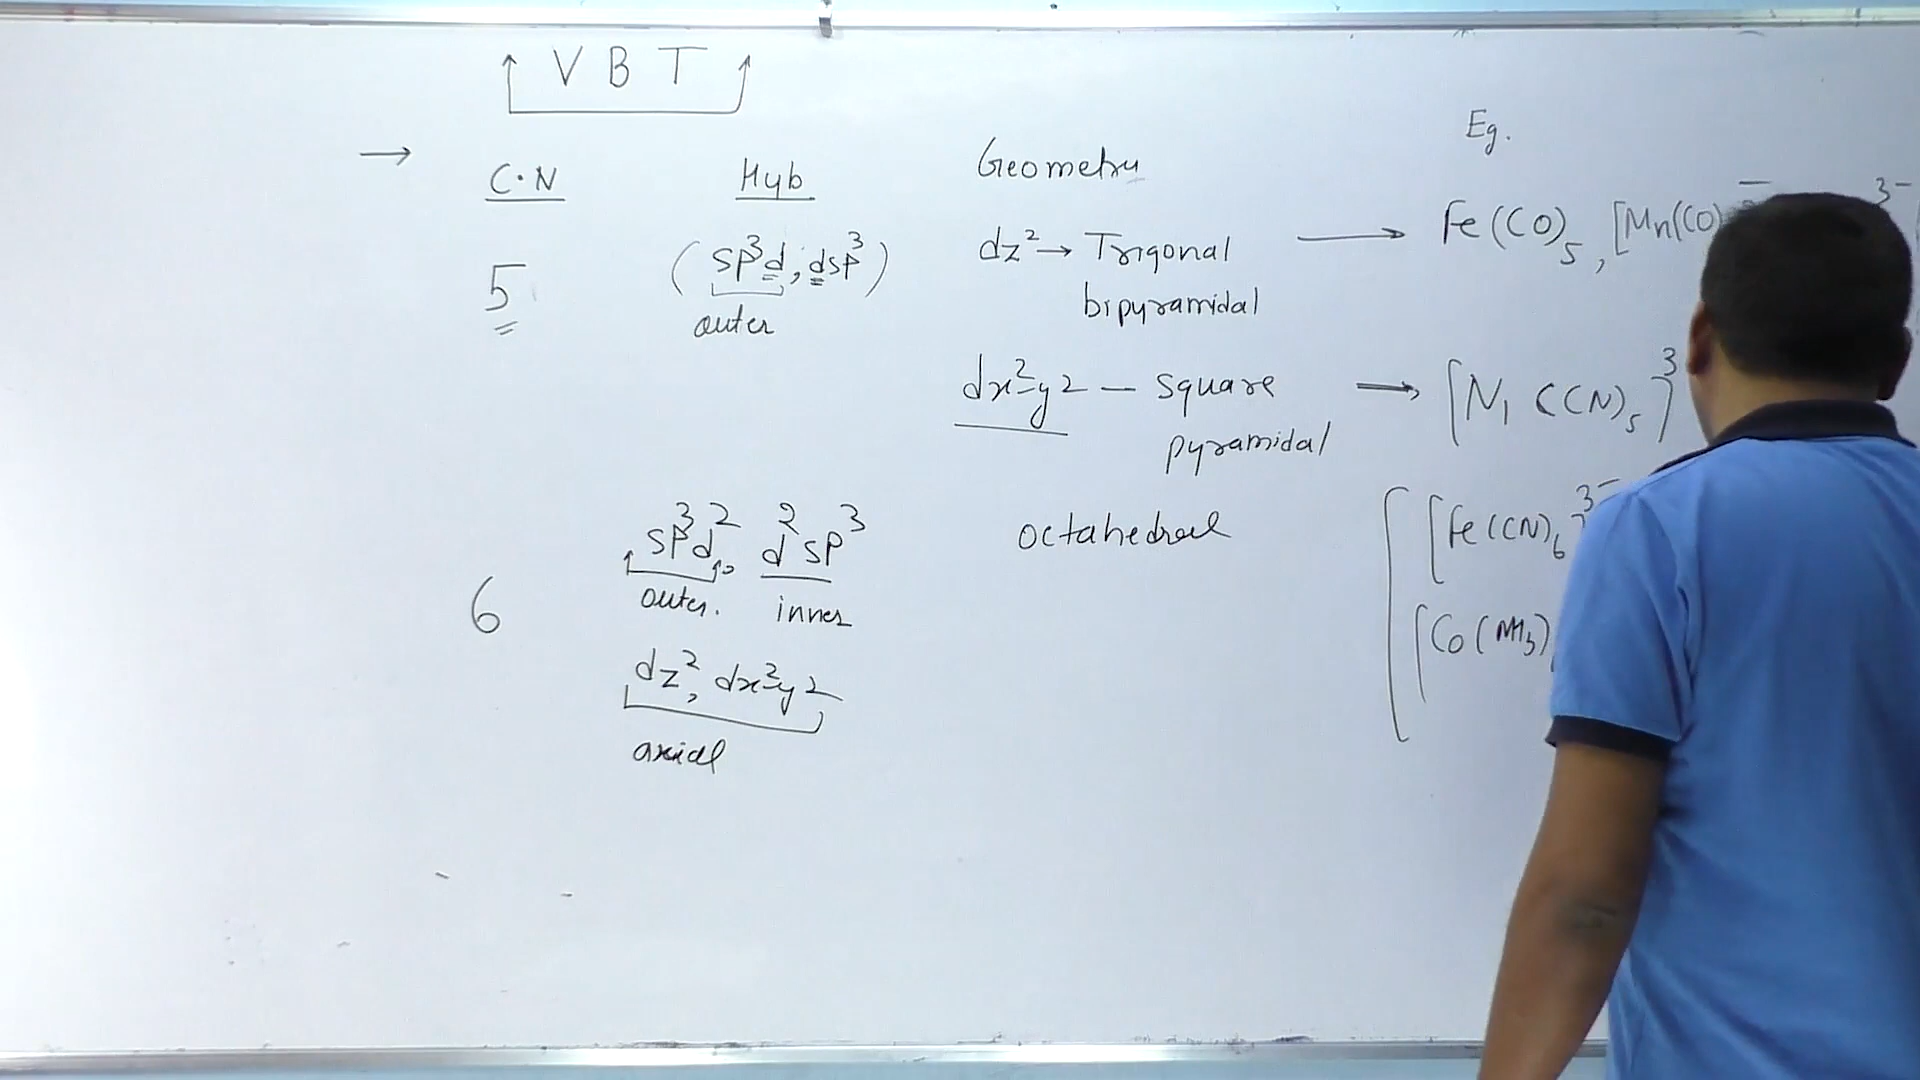 VBT
→ C·N Hyb Geometry Eg.
5 (sp³d, dsp³) dz² → Trigonal bipyramidal → Fe(CO)₅, [Mn(CO) ⁻ 3-
outer
dx²-y² — square pyramidal → [Ni(CN)₅]³
6 sp³d², d²sp³ octahedral [Fe(CN)₆]³⁻
outer. inner [Co(NH₃)
dz², dx²-y²
axial